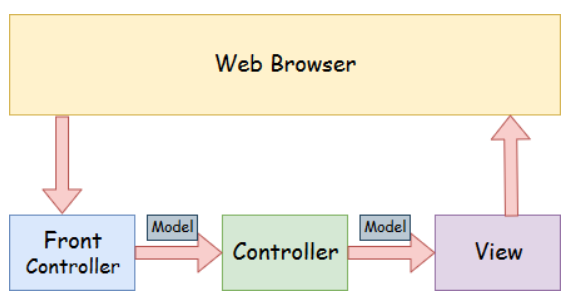 Web Browser
Model
Model
Front
Controller
Controller
View